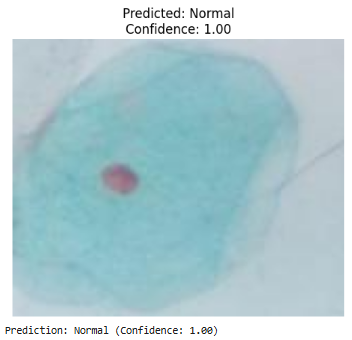 Predicted: Normal
Confidence: 1.00
Prediction: Normal (Confidence: 1.00)